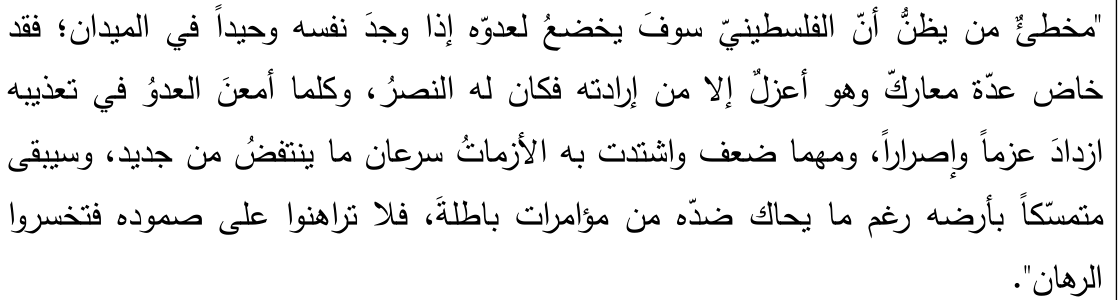 "مخطئٌ من يظنُّ أنّ الفلسطينيّ سوفَ يخضعُ لعدوّه إذا وجدَ نفسه وحيداً في الميدان؛ فقد
خاض عدّة معاركّ وهو أعزلٌ إلا من إرادته فكان له النصرُ، وكلما أمعنَ العدوُ في تعذيبه
ازدادَ عزماً وإصراراً، ومهما ضعف واشتدت به الأزماتُ سرعان ما ينتفضُ من جديد، وسيبقى
متمسّكاً بأرضه رغم ما يحاك ضدّه من مؤامرات باطلةَ، فلا تراهنوا على صموده فتخسروا
الرهان".